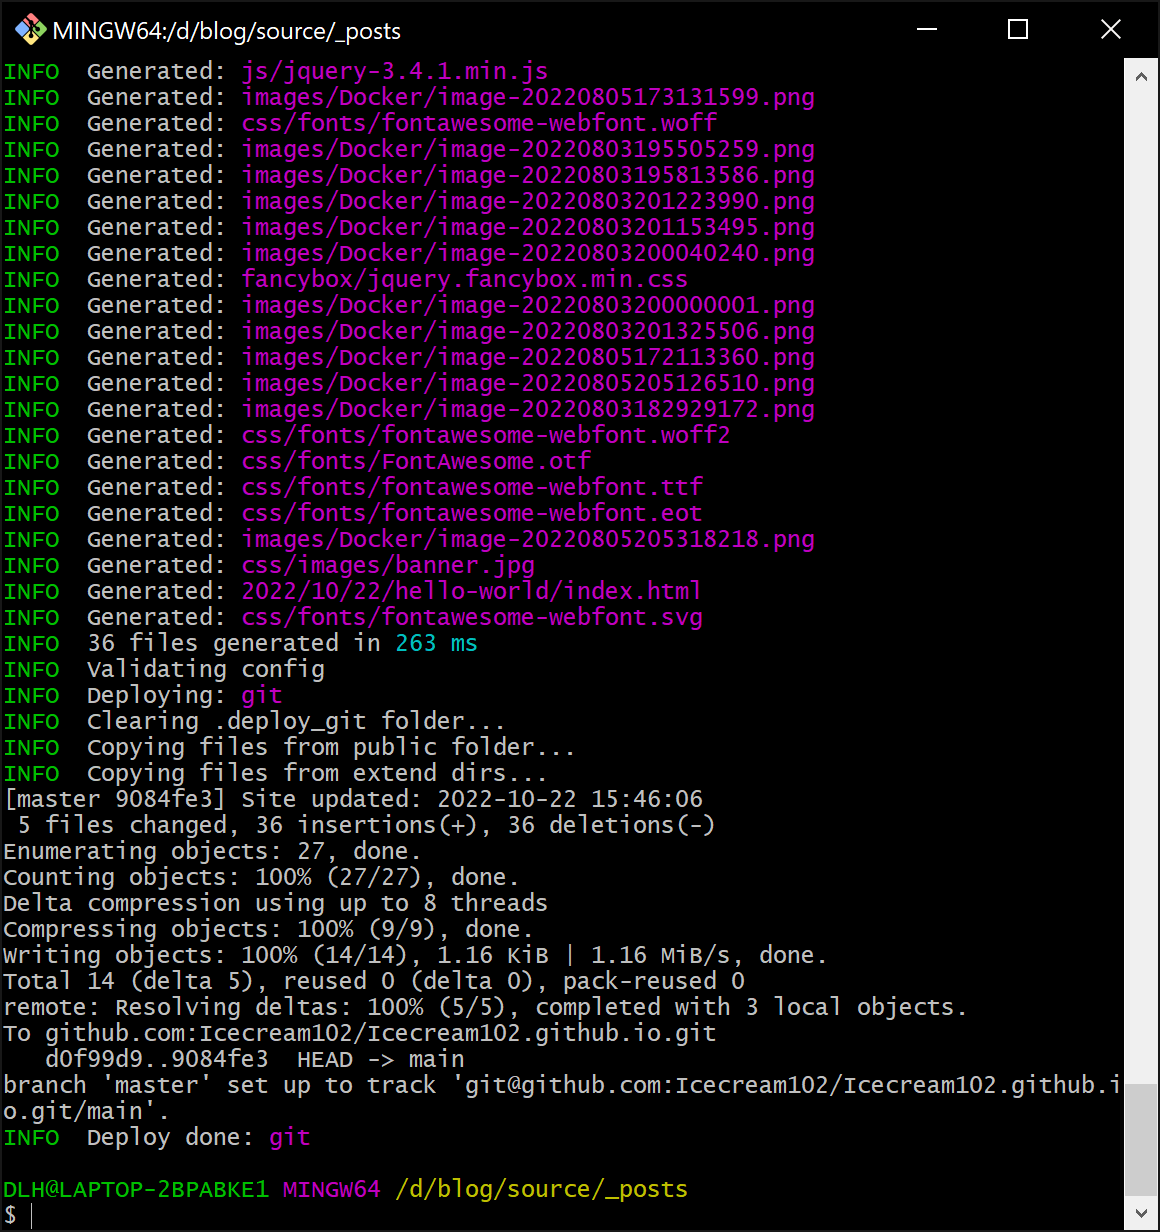 MINGW64:/d/blog/source/_posts
INFO  Generated: js/jquery-3.4.1.min.js
INFO  Generated: images/Docker/image-20220805173131599.png
INFO  Generated: css/fonts/fontawesome-webfont.woff
INFO  Generated: images/Docker/image-20220803195505259.png
INFO  Generated: images/Docker/image-20220803195813586.png
INFO  Generated: images/Docker/image-20220803201223990.png
INFO  Generated: images/Docker/image-20220803201153495.png
INFO  Generated: images/Docker/image-20220803200040240.png
INFO  Generated: fancybox/jquery.fancybox.min.css
INFO  Generated: images/Docker/image-20220803200000001.png
INFO  Generated: images/Docker/image-20220803201325506.png
INFO  Generated: images/Docker/image-20220805172113360.png
INFO  Generated: images/Docker/image-20220805205126510.png
INFO  Generated: images/Docker/image-20220803182929172.png
INFO  Generated: css/fonts/fontawesome-webfont.woff2
INFO  Generated: css/fonts/FontAwesome.otf
INFO  Generated: css/fonts/fontawesome-webfont.ttf
INFO  Generated: css/fonts/fontawesome-webfont.eot
INFO  Generated: images/Docker/image-20220805205318218.png
INFO  Generated: css/images/banner.jpg
INFO  Generated: 2022/10/22/hello-world/index.html
INFO  Generated: css/fonts/fontawesome-webfont.svg
INFO  36 files generated in 263 ms
INFO  Validating config
INFO  Deploying: git
INFO  Clearing .deploy_git folder...
INFO  Copying files from public folder...
INFO  Copying files from extend dirs...
[master 9084fe3] Site updated: 2022-10-22 15:46:06
 5 files changed, 36 insertions(+), 36 deletions(-)
Enumerating objects: 27, done.
Counting objects: 100% (27/27), done.
Delta compression using up to 8 threads
Compressing objects: 100% (9/9), done.
Writing objects: 100% (14/14), 1.16 KiB | 1.16 MiB/s, done.
Total 14 (delta 5), reused 0 (delta 0), pack-reused 0
remote: Resolving deltas: 100% (5/5), completed with 3 local objects.
To github.com:Icecream102/Icecream102.github.io.git
   d0f99d9..9084fe3  HEAD -> main
branch 'master' set up to track 'git@github.com:Icecream102/Icecream102.github.i
o.git/main'.
INFO  Deploy done: git
DLH@LAPTOP-2BPABKE1 MINGW64 /d/blog/source/_posts
$